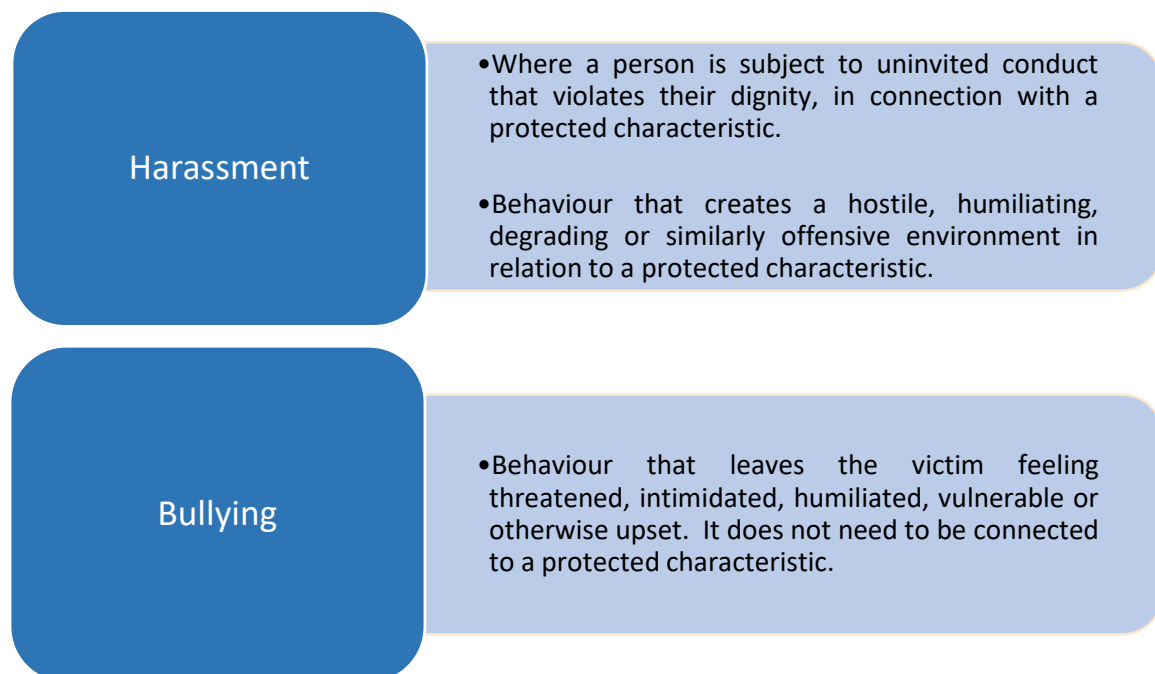 Harassment
•Where a person is subject to uninvited conduct
that violates their dignity, in connection with a
protected characteristic.
•Behaviour that creates a hostile, humiliating,
degrading or similarly offensive environment in
relation to a protected characteristic.
Bullying
•Behaviour that leaves the victim feeling
threatened, intimidated, humiliated, vulnerable or
otherwise upset.  It does not need to be connected
to a protected characteristic.